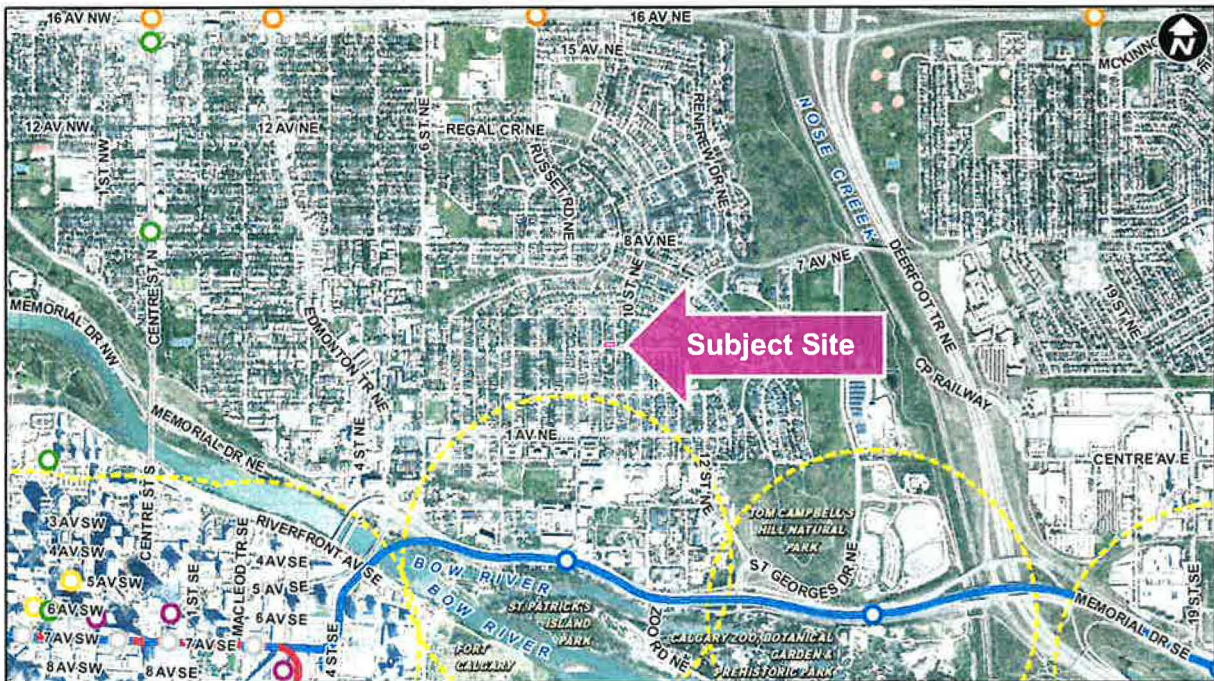 16 AV NW
16 AV NE
16 AV NE
N
15 AV NE
12 AV NW
12 AV NE
6 ST NE
REGAL CR NE
RUSSET RD NE
RENFREW DR NE
NOSE CREEK
1 ST NW
CENTRE ST N
8 AV NE
10 ST NE
7 AV NE
DEERFOOT TR NE
19 ST NE
MEMORIAL DR NW
EDMONTON TR NE
Subject Site
CP RAILWAY
MEMORIAL DR NE
4 ST NE
1 AV NE
12 ST NE
CENTRE AV E
CENTRE ST S
RIVERFRONT AV SE
TOM CAMPBELL'S
HILL NATURAL
PARK
3 AV SW
4 AV SW
5 AV SW
6 AV SW
7 AV SW
8 AV SW
1 ST SE
MACLEOD TR SE
4 AV SE
5 AV SE
6 AV SE
7 AV SE
8 AV SE
4 ST SE
BOW RIVER
BOW RIVER
ST PATRICK'S
ISLAND
PARK
FORT
CALGARY
ZOO RD NE
ST GEORGES DR NE
CALGARY ZOO, BOTANICAL
GARDEN &
PREHISTORIC PARK
MEMORIAL DR SE
19 ST SE